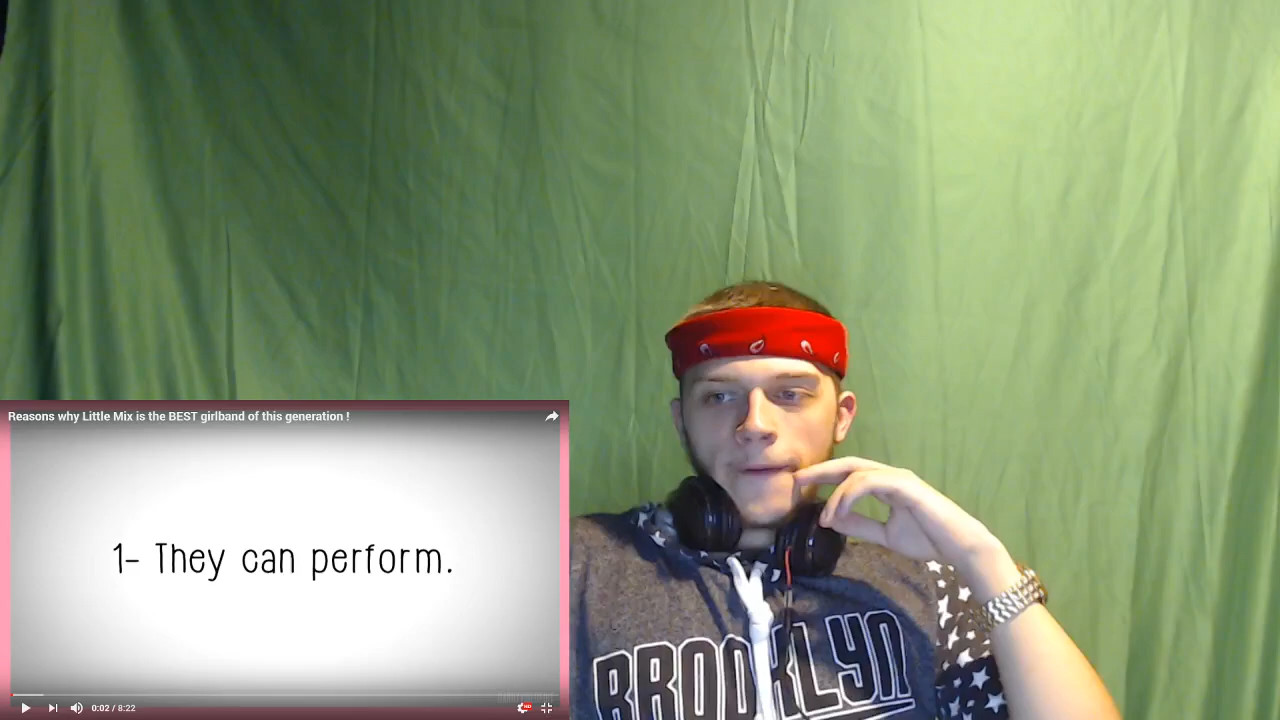 Reasons why Little Mix is the BEST girlband of this generation !
1- They can perform.
0:02 / 8:22
HD
BROOKLYN